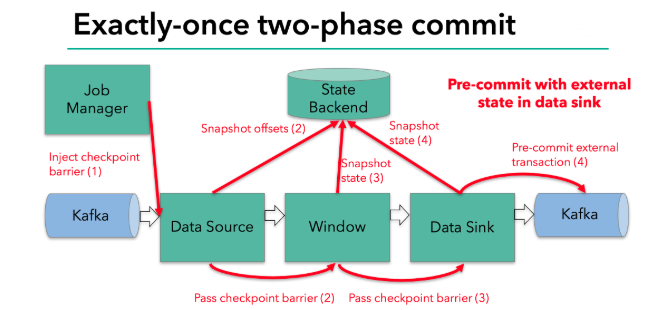 Exactly-once two-phase commit
Job
Manager
State
Backend
Pre-commit with external
state in data sink
Snapshot offsets (2)
Snapshot
state (4)
Inject checkpoint
barrier (1)
Snapshot
state (3)
Pre-commit external
transaction (4)
Kafka
Data Source
Window
Data Sink
Kafka
Pass checkpoint barrier (2)
Pass checkpoint barrier (3)